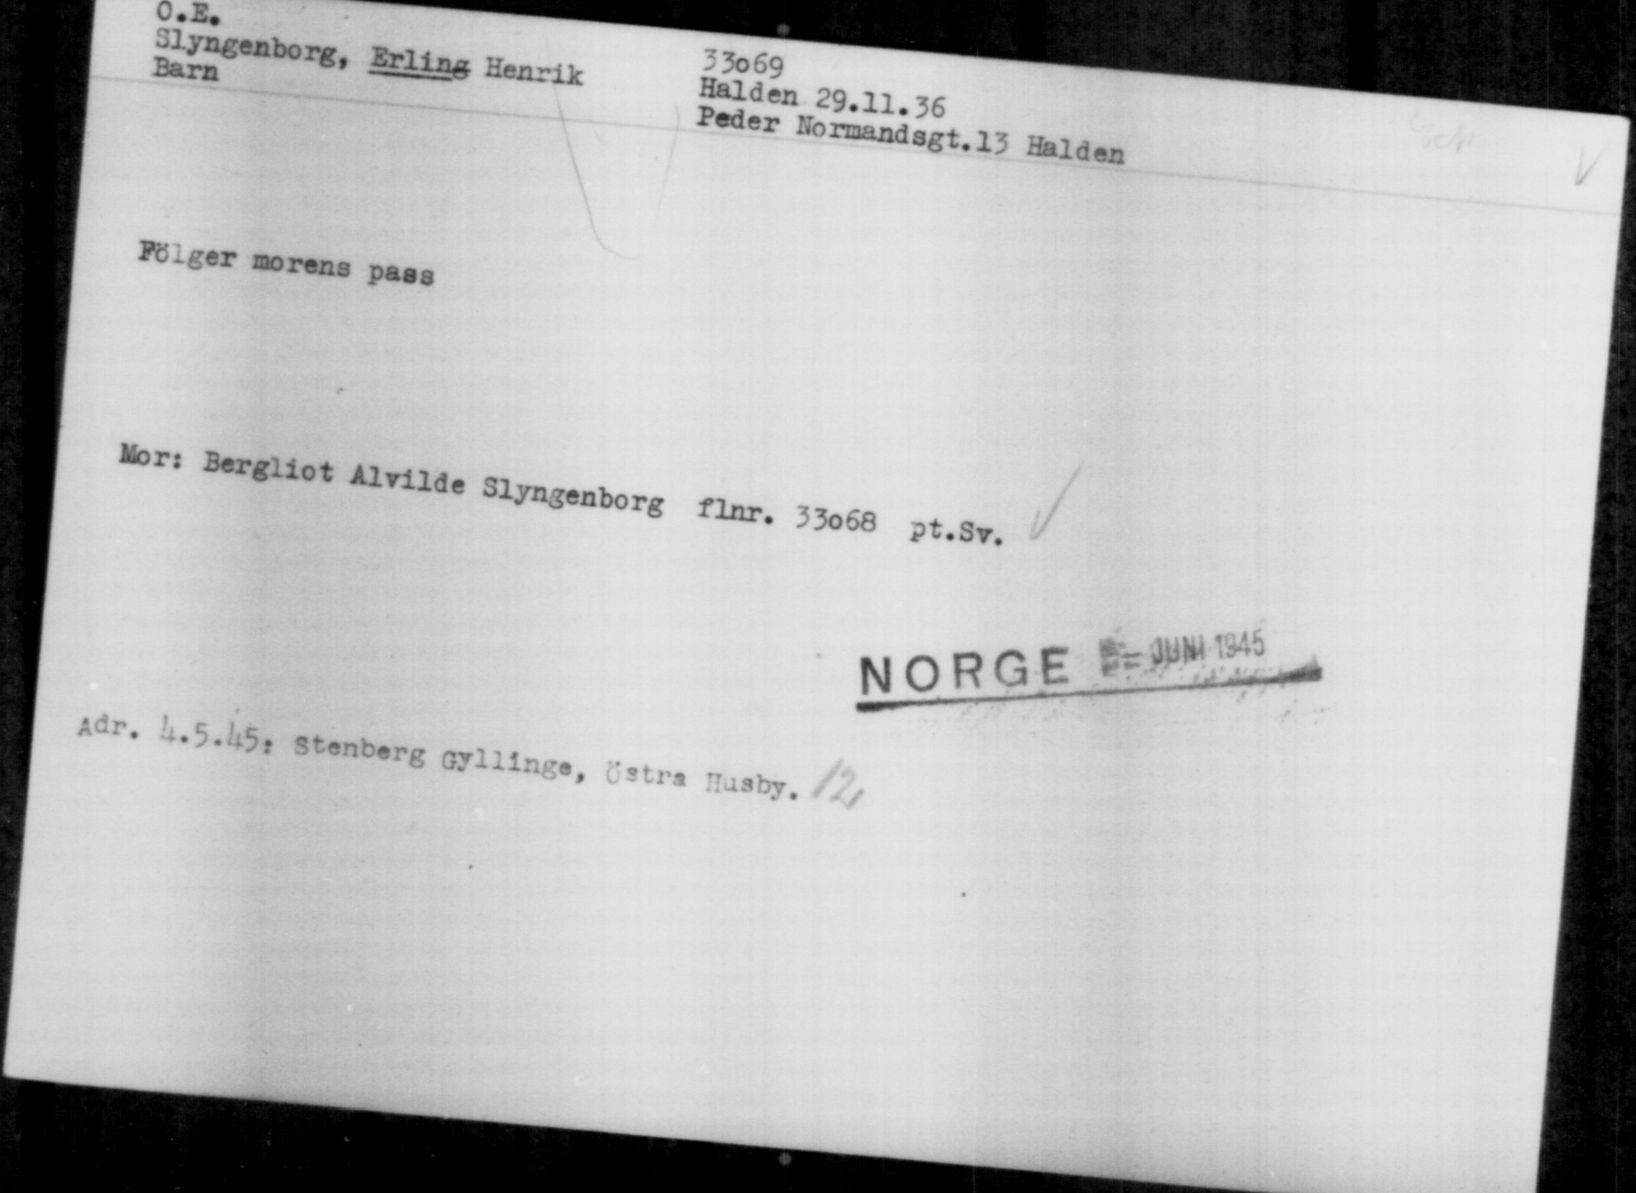 O.E.
Slyngenborg, Erling Henrik
Barn
33o69
Halden 29.11.36
Peder Normandsgt.13 Halden
Fölger morens pass
Mor: Bergliot Alvilde Slyngenborg flnr. 33o68 pt.Sv.
NORGE JUNI 1945
Adr. 4.5.45: Stenberg Gyllinge, Östra Husby. 12